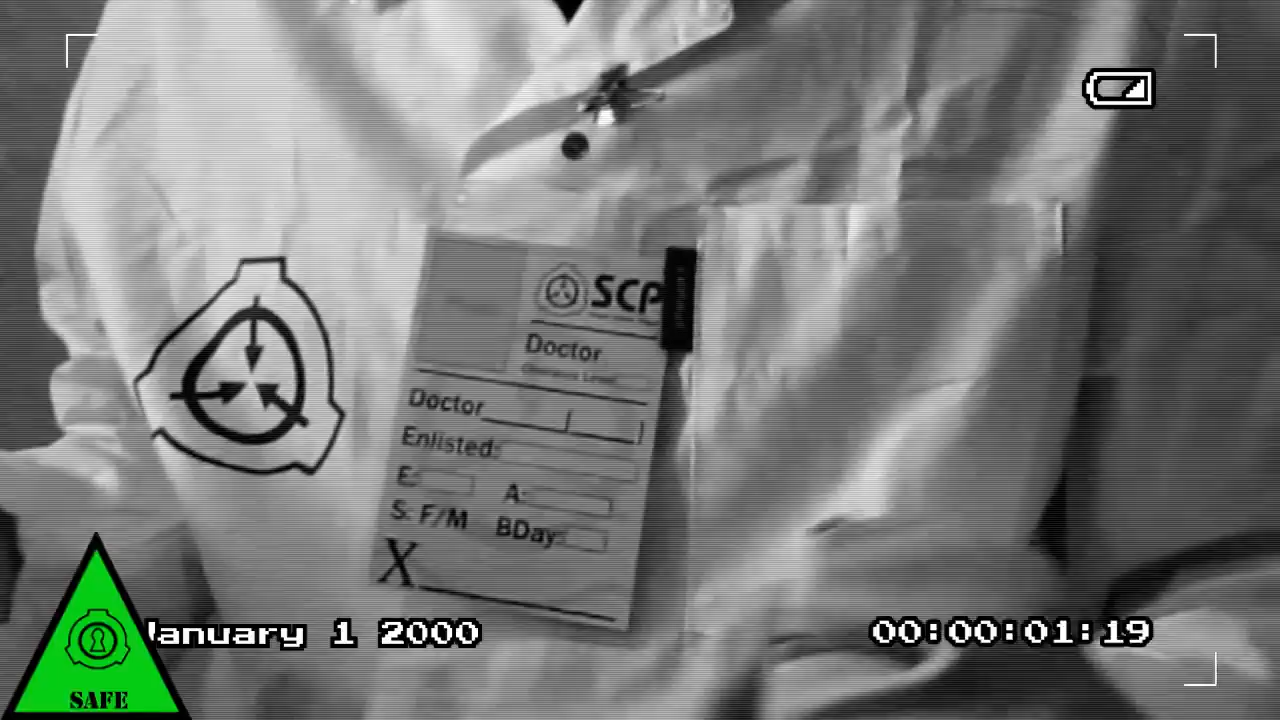 SCP
Doctor
Doctor
Enlisted:
E:
A:
S: F/M
BDay:
X
January 1 2000
00:00:01:19
SAFE